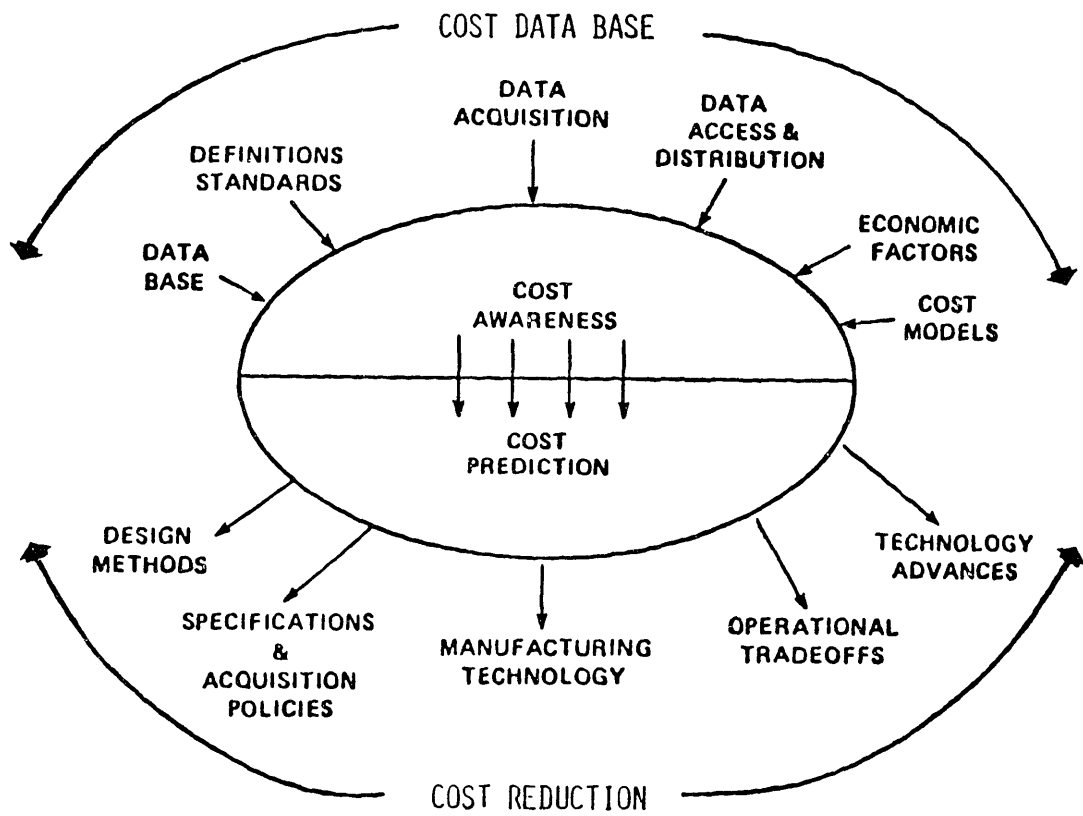 COST DATA BASE
DATA
ACQUISITION
DATA
ACCESS &
DISTRIBUTION
DEFINITIONS
STANDARDS
ECONOMIC
FACTORS
DATA
BASE
COST
AWARENESS
COST
MODELS
COST
PREDICTION
DESIGN
METHODS
TECHNOLOGY
ADVANCES
SPECIFICATIONS
&
ACQUISITION
POLICIES
MANUFACTURING
TECHNOLOGY
OPERATIONAL
TRADEOFFS
COST REDUCTION